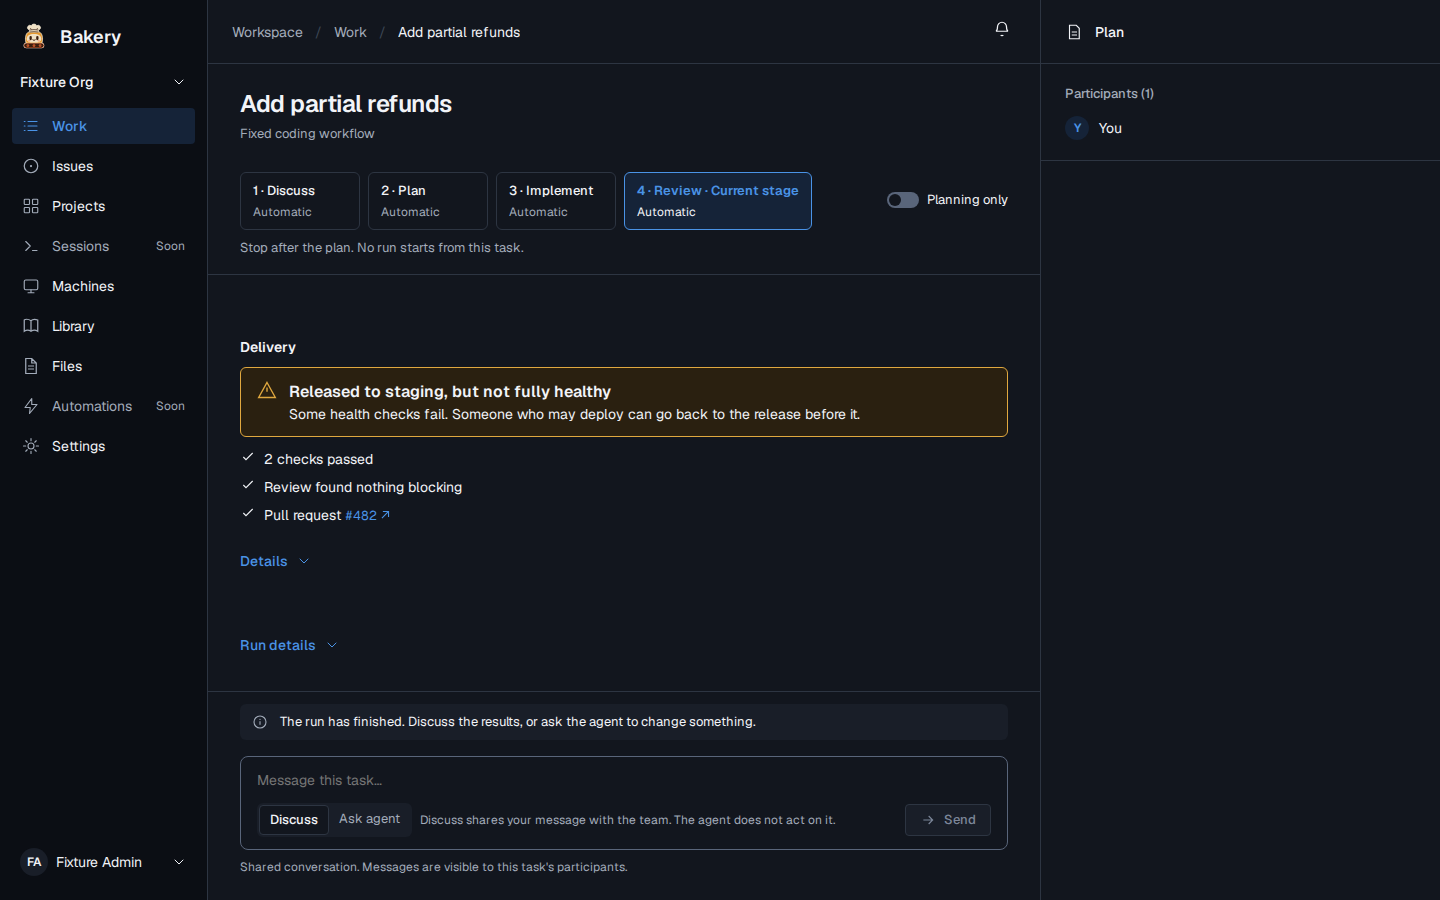 Bakery
Fixture Org
Work
Issues
Projects
Sessions Soon
Machines
Library
Files
Automations Soon
Settings
FA Fixture Admin
Workspace / Work / Add partial refunds
Add partial refunds
Fixed coding workflow
1 · Discuss
Automatic
2 · Plan
Automatic
3 · Implement
Automatic
4 · Review · Current stage
Automatic
Planning only
Stop after the plan. No run starts from this task.
Delivery
Released to staging, but not fully healthy
Some health checks fail. Someone who may deploy can go back to the release before it.
2 checks passed
Review found nothing blocking
Pull request #482
Details
Run details
The run has finished. Discuss the results, or ask the agent to change something.
Message this task...
Discuss Ask agent Discuss shares your message with the team. The agent does not act on it. Send
Shared conversation. Messages are visible to this task's participants.
Plan
Participants (1)
Y You